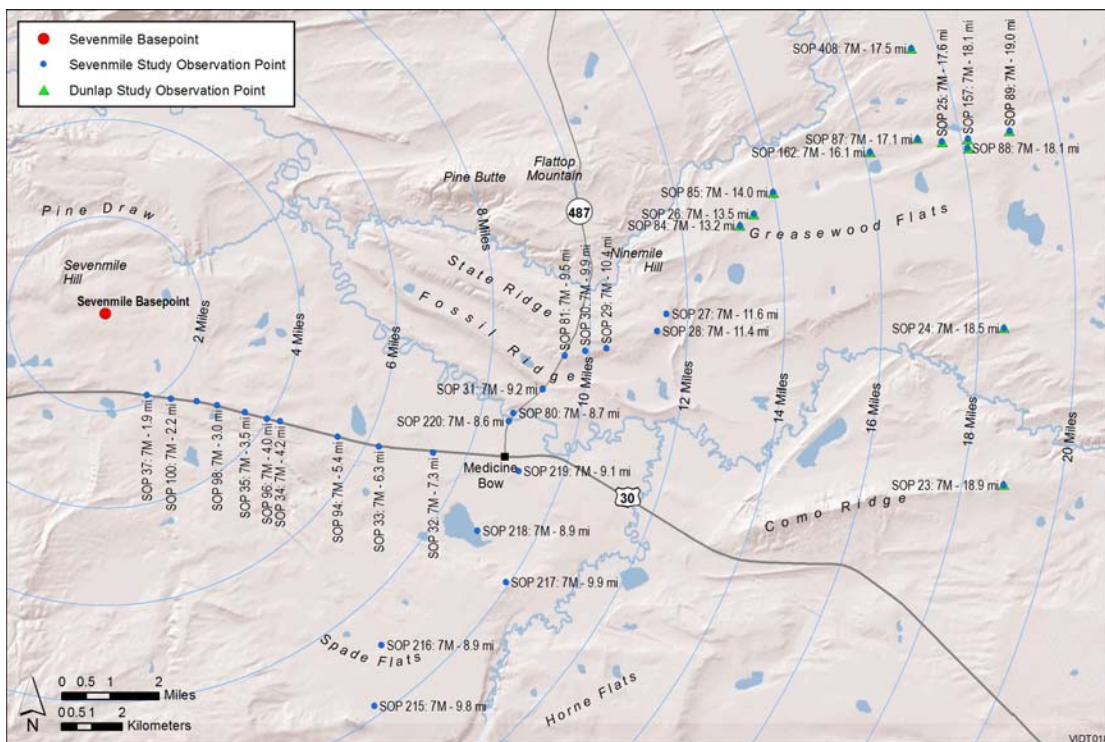 Sevenmile Basepoint
Sevenmile Study Observation Point
Dunlap Study Observation Point
SOP 408: 7M - 17.5 mi
SOP 25: 7M - 17.6 mi
SOP 157: 7M - 18.1 mi
SOP 89: 7M - 19.0 mi
SOP 87: 7M - 17.1 mi
SOP 162: 7M - 16.1 mi
SOP 88: 7M - 18.1 mi
Flattop
Mountain
Pine Butte
487
SOP 85: 7M - 14.0 mi
SOP 26: 7M - 13.5 mi
SOP 84: 7M - 13.2 mi
Greasewood Flats
Pine Draw
8 Miles
Ninemile
Hill
Sevenmile
Hill
Sevenmile Basepoint
State Ridge
Fossil Ridge
SOP 81: 7M - 9.5 mi
SOP 30: 7M - 9.9 mi
SOP 29: 7M - 10.4 mi
SOP 27: 7M - 11.6 mi
SOP 28: 7M - 11.4 mi
SOP 24: 7M - 18.5 mi
2 Miles
4 Miles
6 Miles
10 Miles
12 Miles
14 Miles
16 Miles
18 Miles
20 Miles
SOP 31: 7M - 9.2 mi
SOP 80: 7M - 8.7 mi
SOP 220: 7M - 8.6 mi
SOP 37: 7M - 1.9 mi
SOP 100: 7M - 2.2 mi
SOP 98: 7M - 3.0 mi
SOP 35: 7M - 3.5 mi
SOP 96: 7M - 4.0 mi
SOP 34: 7M - 4.2 mi
SOP 94: 7M - 5.4 mi
SOP 33: 7M - 6.3 mi
SOP 32: 7M - 7.3 mi
Medicine
Bow
SOP 219: 7M - 9.1 mi
30
SOP 23: 7M - 18.9 mi
Como Ridge
SOP 218: 7M - 8.9 mi
SOP 217: 7M - 9.9 mi
SOP 216: 7M - 8.9 mi
Spade Flats
SOP 215: 7M - 9.8 mi
Horne Flats
N
0 0.5 1 2
Miles
0 0.5 1 2
Kilometers
VIDT018